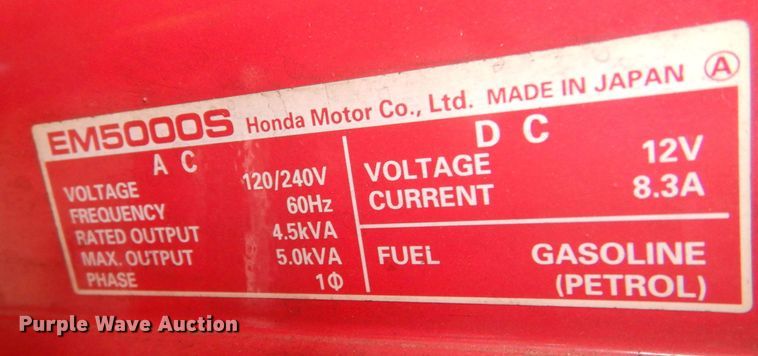 EM5000S Honda Motor Co., Ltd. MADE IN JAPAN Ⓐ
A C
VOLTAGE 120/240V
FREQUENCY 60Hz
RATED OUTPUT 4.5kVA
MAX. OUTPUT 5.0kVA
PHASE 1Φ
D C
VOLTAGE 12V
CURRENT 8.3A
FUEL GASOLINE
(PETROL)
Purple Wave Auction